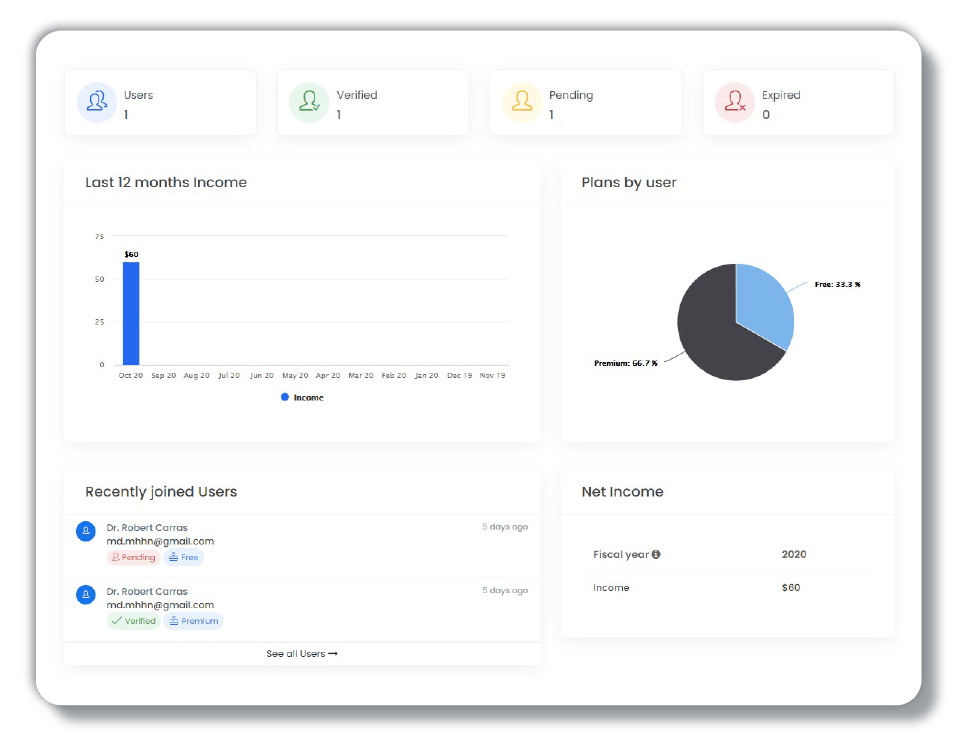 Users
1
Verified
1
Pending
1
Expired
0
Last 12 months Income
75
50
25
0
$60
Oct 20 Sep 20 Aug 20 Jul 20 Jun 20 May 20 Apr 20 Mar 20 Feb 20 Jan 20 Dec 19 Nov 19
Income
Plans by user
Free: 33.3 %
Premium: 66.7 %
Recently joined Users
Dr. Robert Carras 5 days ago
md.mhhn@gmail.com
Pending Free
Dr. Robert Carras 5 days ago
md.mhhn@gmail.com
Verified Premium
See all Users →
Net Income
Fiscal year 2020
Income $60